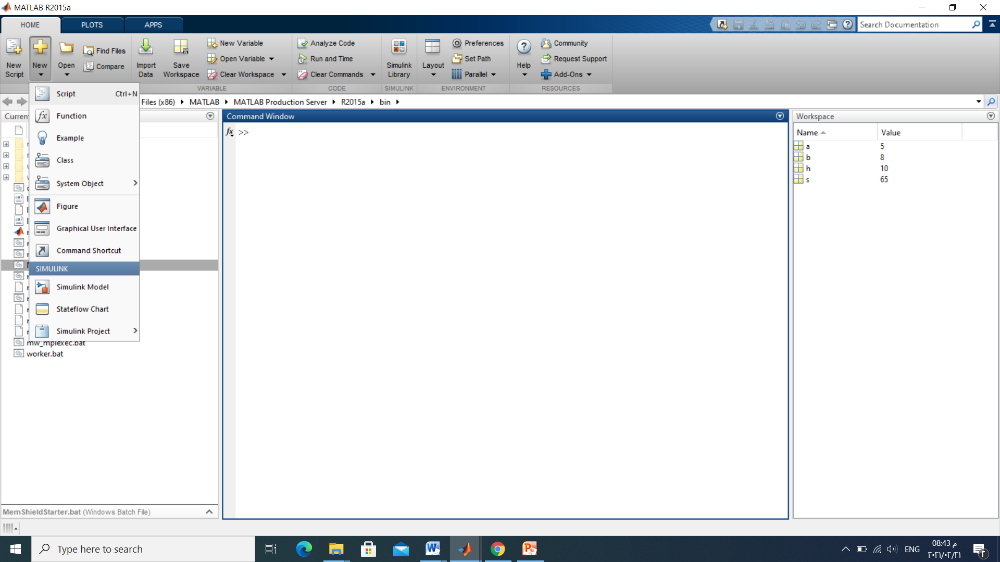 MATLAB R2015a
HOME
PLOTS
APPS
Search Documentation
New Script
New
Open
Find Files
Compare
Import Data
Save Workspace
New Variable
Open Variable
Clear Workspace
Analyze Code
Run and Time
Clear Commands
Simulink Library
Layout
Preferences
Set Path
Parallel
Help
Community
Request Support
Add-Ons
VARIABLE
CODE
SIMULINK
ENVIRONMENT
RESOURCES
Files (x86)
MATLAB
MATLAB Production Server
R2015a
bin
Script Ctrl+N
Function
Example
Class
System Object
Figure
Graphical User Interface
Command Shortcut
SIMULINK
Simulink Model
Stateflow Chart
Simulink Project
mw_mpiexec.bat
worker.bat
MemShieldStarter.bat (Windows Batch File)
Command Window
fx >>
Workspace
Name Value
a 5
b 8
h 10
s 65
Type here to search
ENG
08:43 م
٢٠٢١/٠٢/٢١
٢